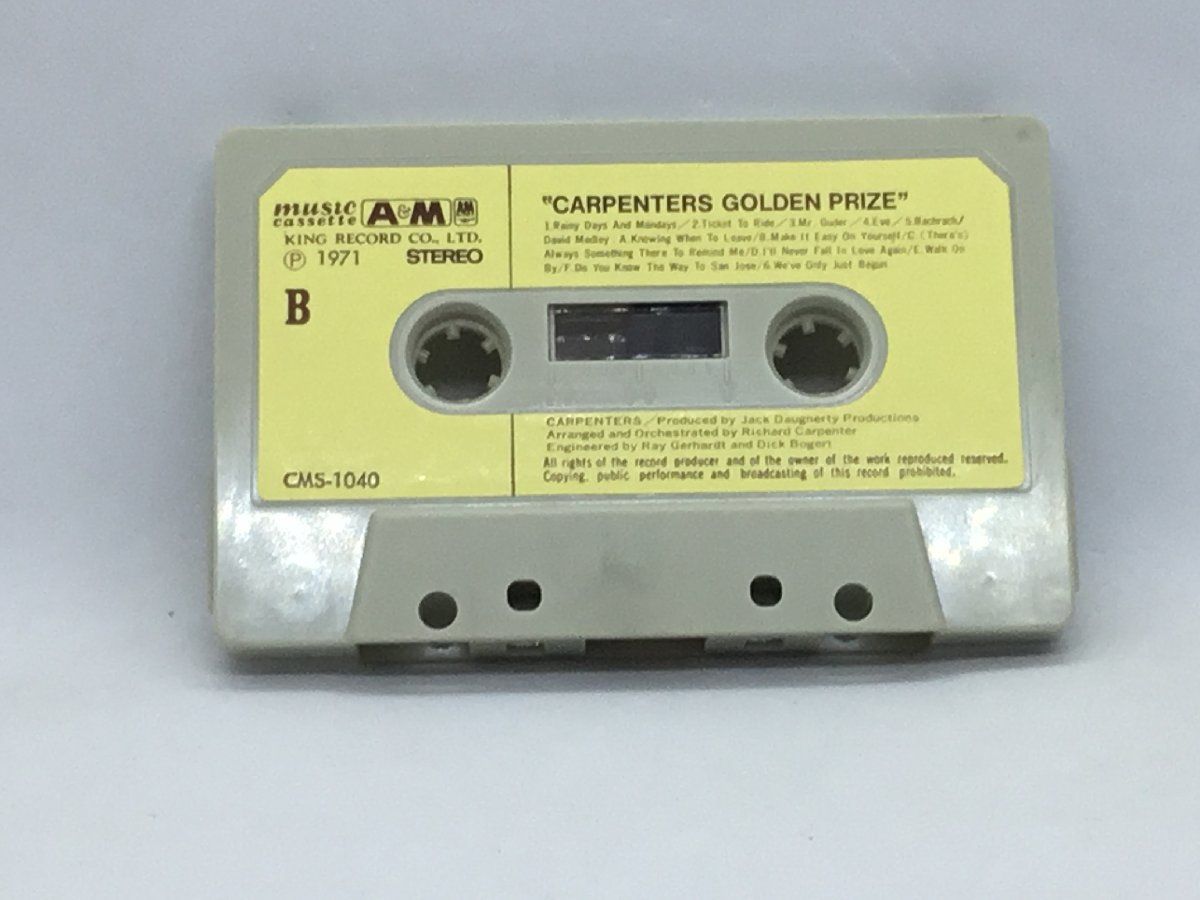 music cassette A&M AM
KING RECORD CO., LTD.
Ⓟ 1971 STEREO
B
CMS-1040
"CARPENTERS GOLDEN PRIZE"
1.Rainy Days And Mondays/2.Ticket To Ride/3.Mr. Guder/4.Eve/5.Bachrach/
David Medley: A.Knowing When To Leave/B.Make It Easy On Yourself/C.(There's)
Always Something There To Remind Me/D.I'll Never Fall In Love Again/E.Walk On
By/F.Do You Know The Way To San Jose/6.We've Only Just Begun
CARPENTERS/Produced by Jack Daugherty Productions
Arranged and Orchestrated by Richard Carpenter
Engineered by Ray Gerhardt and Dick Bogert
All rights of the record producer and of the owner of the work reproduced reserved.
Copying, public performance and broadcasting of this record prohibited.